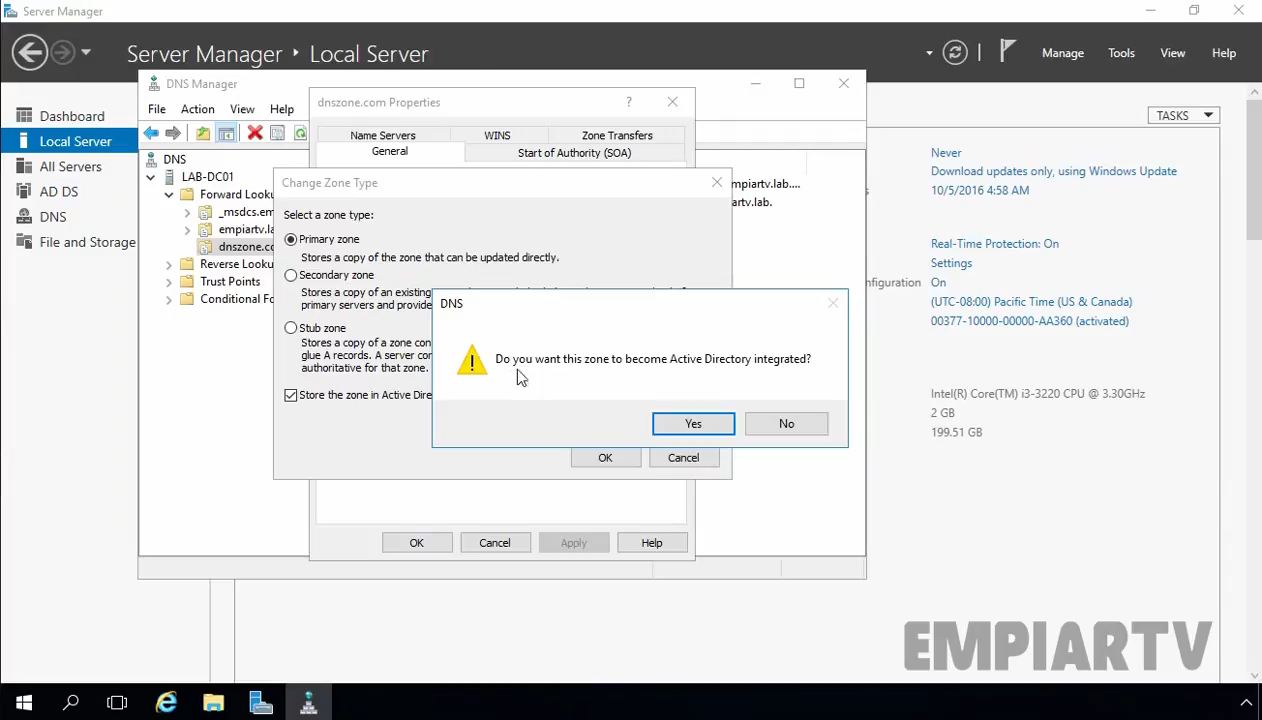 Server Manager
Server Manager ‣ Local Server
Manage
Tools
View
Help
Dashboard
Local Server
All Servers
AD DS
DNS
File and Storage
DNS Manager
File
Action
View
Help
DNS
LAB-DC01
Forward Looku
_msdcs.em
empiartv.la
dnszone.co
Reverse Looku
Trust Points
Conditional Fo
dnszone.com Properties
?
Name Servers
WINS
Zone Transfers
General
Start of Authority (SOA)
mpiartv.lab....
rtv.lab.
Change Zone Type
Select a zone type:
Primary zone
Stores a copy of the zone that can be updated directly.
Secondary zone
Stores a copy of an existing
primary servers and provide
Stub zone
Stores a copy of a zone con
glue A records. A server con
authoritative for that zone.
Store the zone in Active Dire
OK
Cancel
DNS
Do you want this zone to become Active Directory integrated?
Yes
No
OK
Cancel
Apply
Help
TASKS
Never
Download updates only, using Windows Update
10/5/2016 4:58 AM
Real-Time Protection: On
Settings
nfiguration
On
(UTC-08:00) Pacific Time (US & Canada)
00377-10000-00000-AA360 (activated)
Intel(R) Core(TM) i3-3220 CPU @ 3.30GHz
2 GB
199.51 GB
EMPIARTV